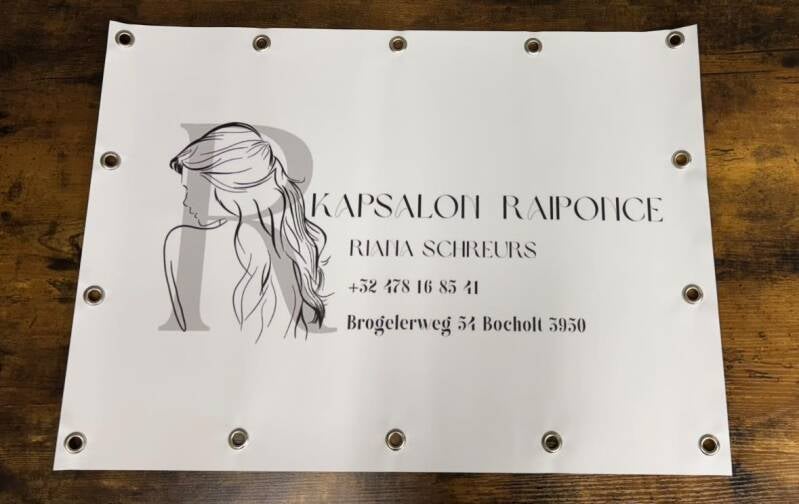 R
KAPSALON RAIPONCE
RIANA SCHREURS
+32 478 16 85 41
Brogelerweg 54 Bocholt 3950